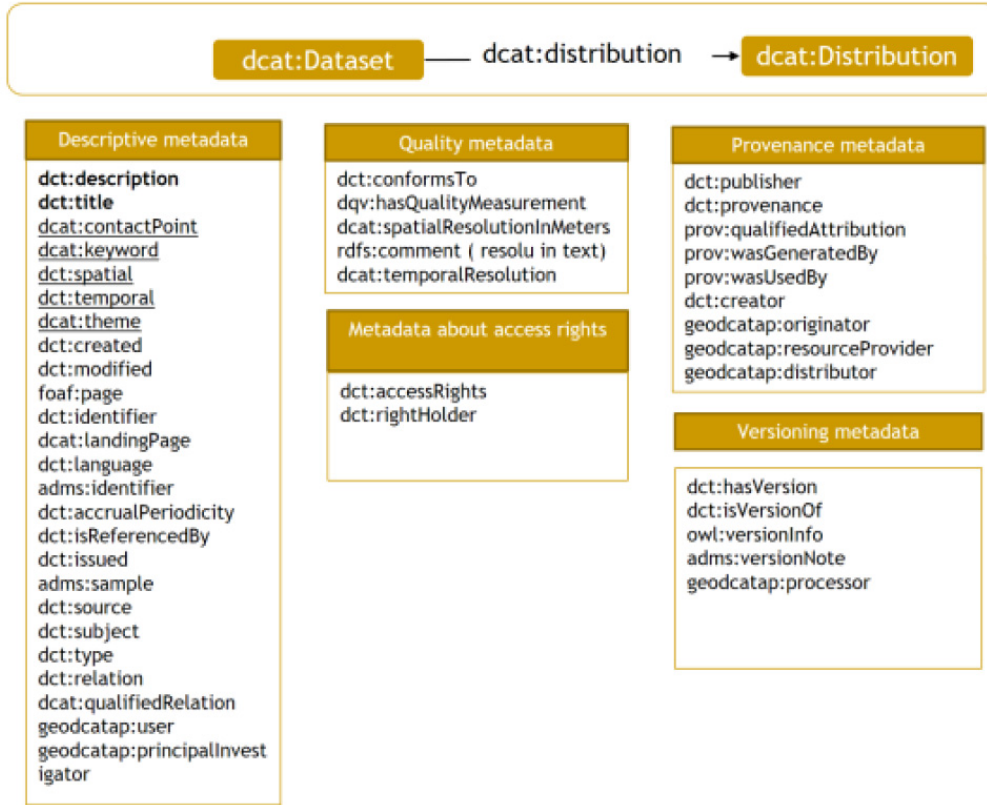 dcat:Dataset dcat:distribution dcat:Distribution
Descriptive metadata
dct:description
dct:title
dcat:contactPoint
dcat:keyword
dct:spatial
dct:temporal
dcat:theme
dct:created
dct:modified
foaf:page
dct:identifier
dcat:landingPage
dct:language
adms:identifier
dct:accrualPeriodicity
dct:isReferencedBy
dct:issued
adms:sample
dct:source
dct:subject
dct:type
dct:relation
dcat:qualifiedRelation
geodcatap:user
geodcatap:principalInvest
igator
Quality metadata
dct:conformsTo
dqv:hasQualityMeasurement
dcat:spatialResolutionInMeters
rdfs:comment ( resolu in text)
dcat:temporalResolution
Metadata about access rights
dct:accessRights
dct:rightHolder
Provenance metadata
dct:publisher
dct:provenance
prov:qualifiedAttribution
prov:wasGeneratedBy
prov:wasUsedBy
dct:creator
geodcatap:originator
geodcatap:resourceProvider
geodcatap:distributor
Versioning metadata
dct:hasVersion
dct:isVersionOf
owl:versionInfo
adms:versionNote
geodcatap:processor